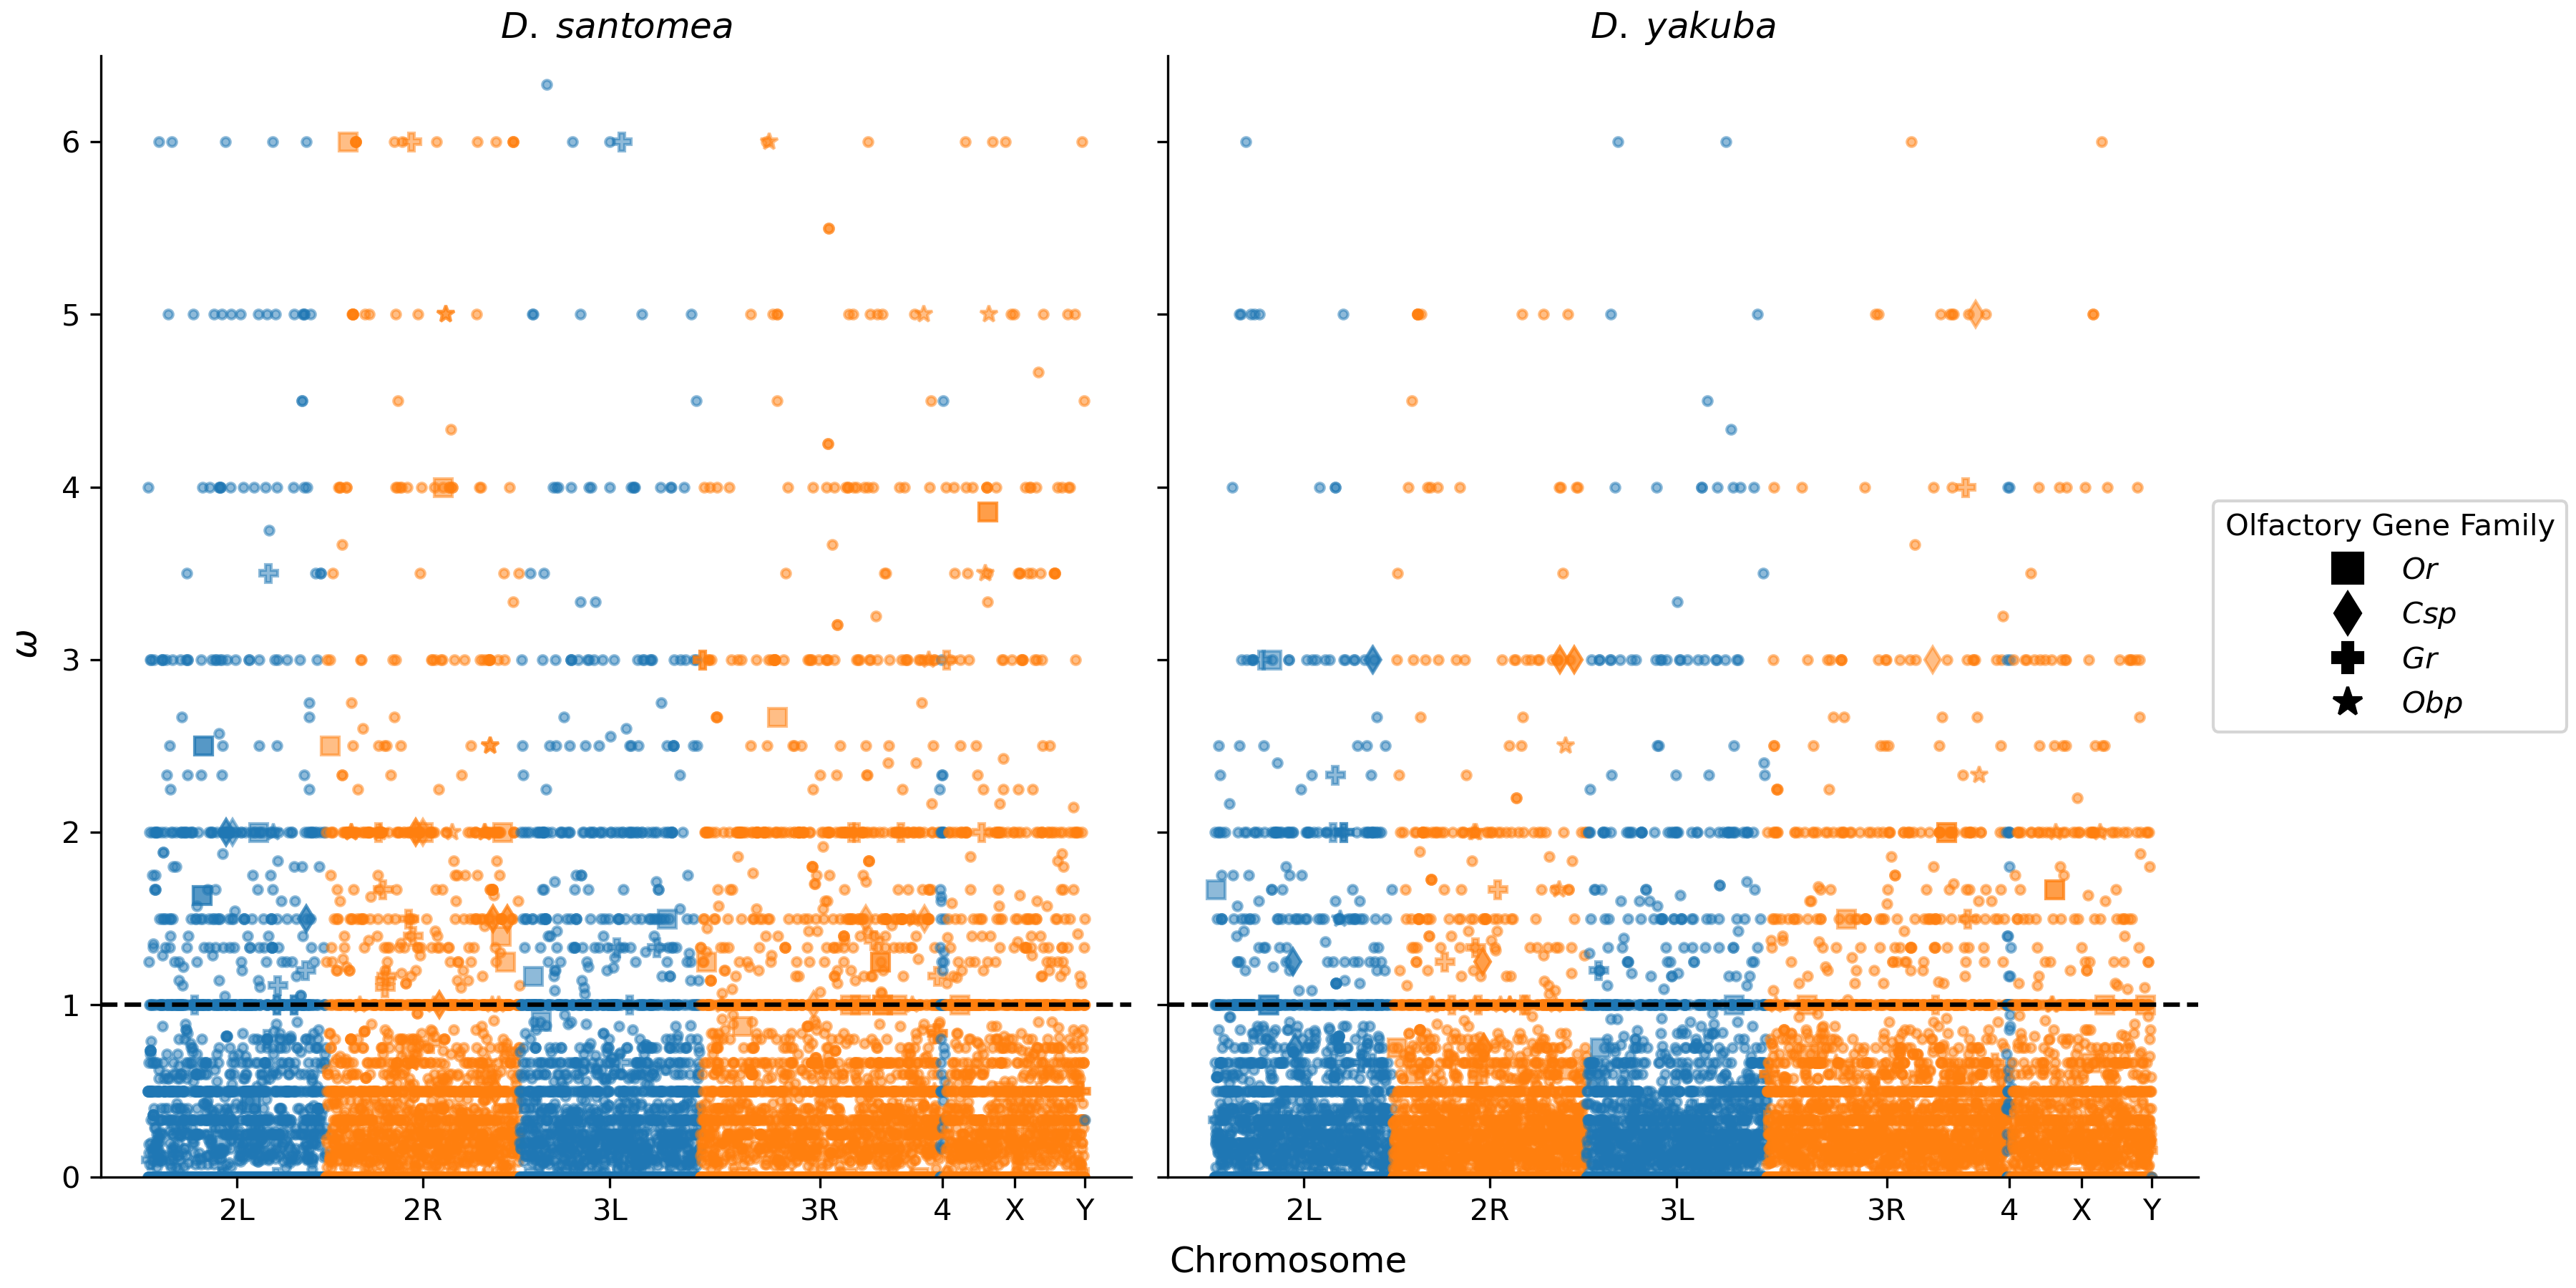 D. santomea
D. yakuba
6
5
4
3
2
1
0
ω
2L 2R 3L 3R 4 X Y
2L 2R 3L 3R 4 X Y
Chromosome
Olfactory Gene Family
Or
Csp
Gr
Obp